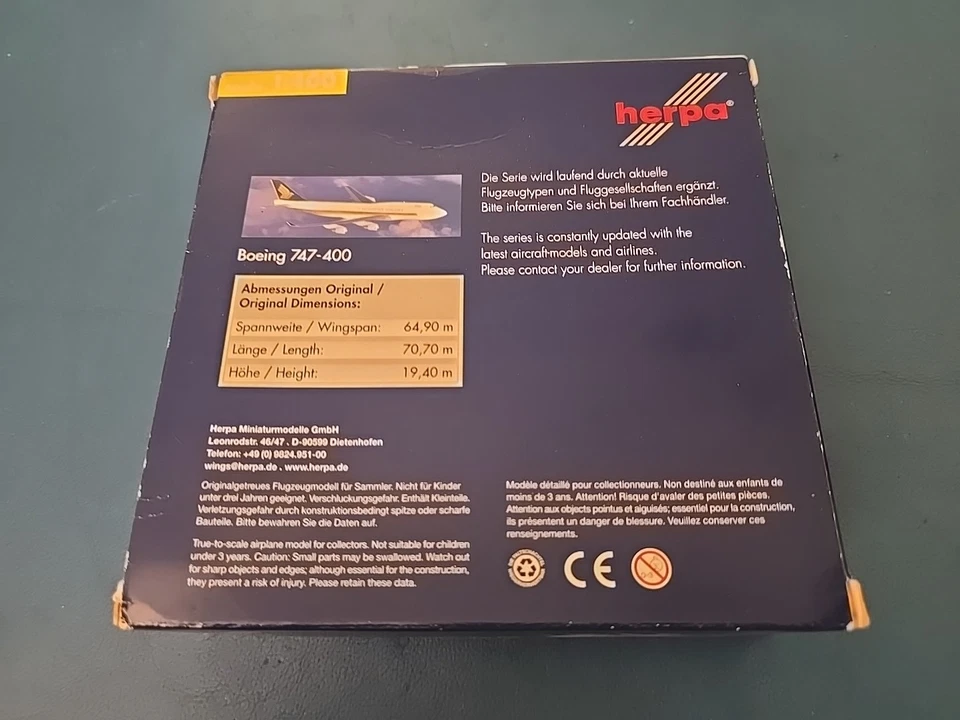 herpa®
Die Serie wird laufend durch aktuelle
Flugzeugtypen und Fluggesellschaften ergänzt.
Bitte informieren Sie sich bei Ihrem Fachhändler.
The series is constantly updated with the
latest aircraft-models and airlines.
Please contact your dealer for further information.
Boeing 747-400
Abmessungen Original /
Original Dimensions:
Spannweite / Wingspan: 64,90 m
Länge / Length: 70,70 m
Höhe / Height: 19,40 m
Herpa Miniaturmodelle GmbH
Leonrodstr. 46/47 . D-90599 Dietenhofen
Telefon: +49 (0) 9824.951-00
wings@herpa.de . www.herpa.de
Originalgetreues Flugzeugmodell für Sammler. Nicht für Kinder
unter drei Jahren geeignet. Verschluckungsgefahr. Enthält Kleinteile.
Verletzungsgefahr durch konstruktionsbedingt spitze oder scharfe
Bauteile. Bitte bewahren Sie die Daten auf.
True-to-scale airplane model for collectors. Not suitable for children
under 3 years. Caution: Small parts may be swallowed. Watch out
for sharp objects and edges; although essential for the construction,
they present a risk of injury. Please retain these data.
Modèle détaillé pour collectionneurs. Non destiné aux enfants de
moins de 3 ans. Attention! Risque d'avaler des petites pièces.
Attention aux objects pointus et aiguisés; essentiel pour la construction,
ils présentent un danger de blessure. Veuillez conserver ces
renseignements.
CE
0-3